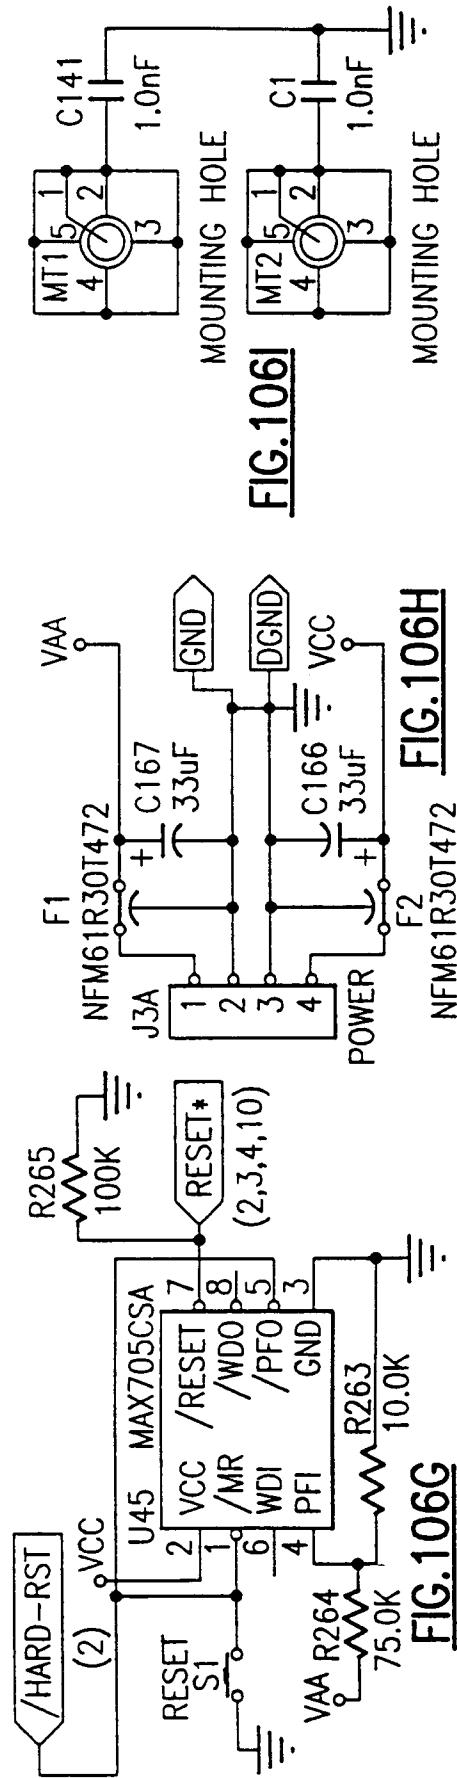 /HARD-RST
(2)
VCC
RESET
S1
VAA
R264
75.0K
U45
MAX705CSA
2
VCC
/RESET
7
1
/MR
/WDO
8
6
WDI
/PFO
5
4
PFI
GND
3
R263
10.0K
R265
100K
RESET*
(2,3,4,10)
FIG.106G
J3A
1
2
3
4
POWER
F1
NFM61R30T472
VAA
+
C167
33uF
GND
DGND
C166
33uF
+
VCC
F2
NFM61R30T472
FIG.106H
MT1
1
5
2
4
3
C141
1.0nF
MOUNTING HOLE
MT2
1
5
2
4
3
C1
1.0nF
MOUNTING HOLE
FIG.106I